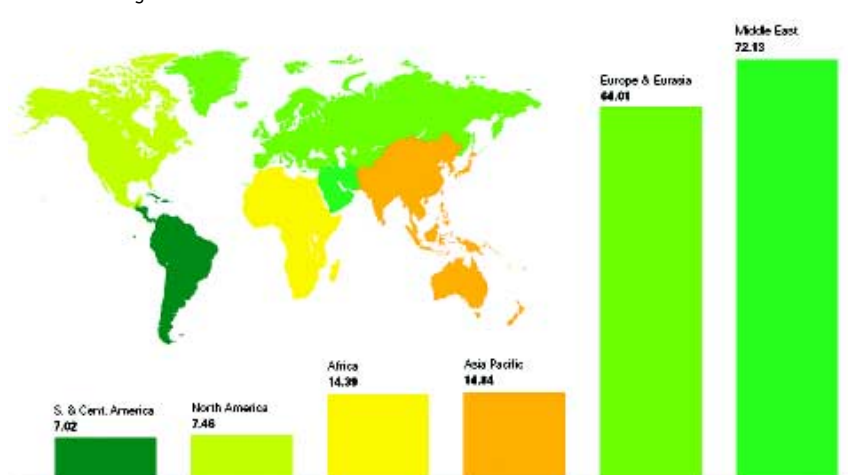 Middle East
72.13
Europe & Eurasia
64.01
Africa
14.39
Asia Pacific
14.84
S. & Cent. America
7.02
North America
7.46